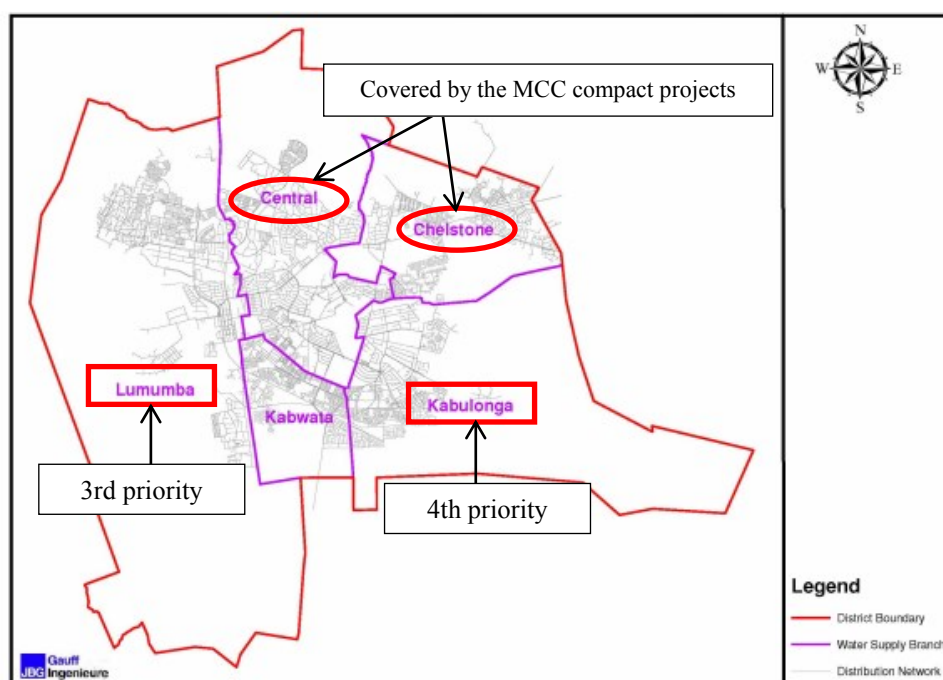 Covered by the MCC compact projects
N
W
E
S
Central
Chelstone
Lumumba
Kabwata
Kabulonga
3rd priority
4th priority
Legend
District Boundary
Water Supply Branch
Distribution Network
Gauff
JBG Ingenieure